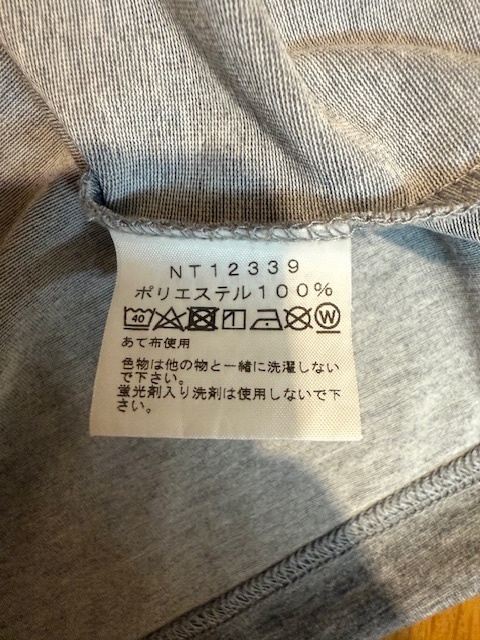 NT12339
ポリエステル100%
40 W
あて布使用
色物は他の物と一緒に洗濯しない
で下さい。
蛍光剤入り洗剤は使用しないで下
さい。